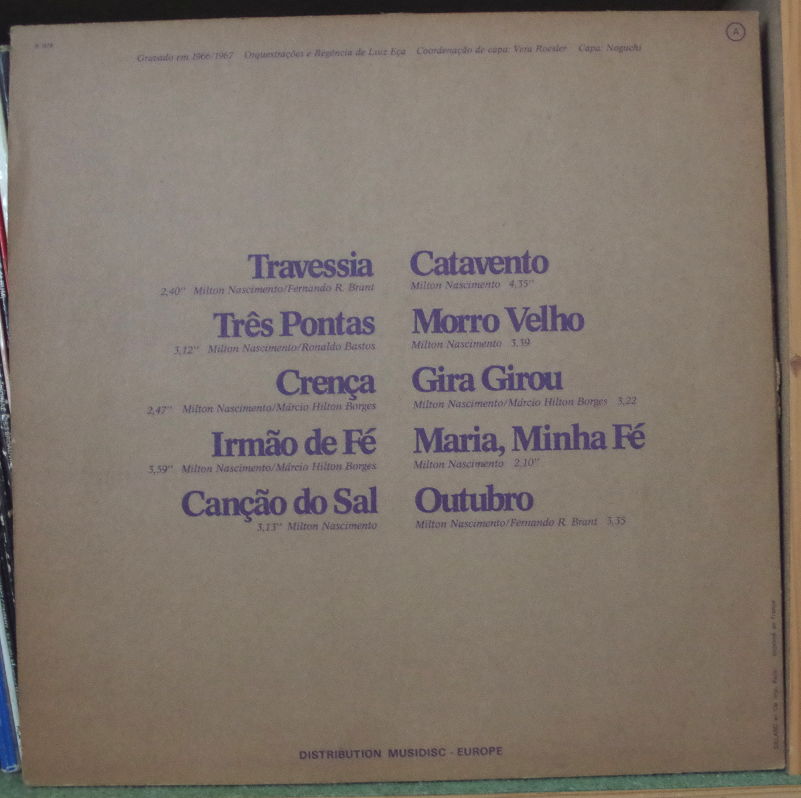 A
Gravado em 1966/1967 Orquestrações e Regência de Luiz Eça Coordenação de capa: Vera Roesler Capa: Noguchi
Travessia
2,40" Milton Nascimento/Fernando R. Brant
Três Pontas
3,12" Milton Nascimento/Ronaldo Bastos
Crença
2,47" Milton Nascimento/Márcio Hilton Borges
Irmão de Fé
3,59" Milton Nascimento/Márcio Hilton Borges
Canção do Sal
3,13" Milton Nascimento
Catavento
Milton Nascimento 4,35"
Morro Velho
Milton Nascimento 3,39
Gira Girou
Milton Nascimento/Márcio Hilton Borges 3,22
Maria, Minha Fé
Milton Nascimento 2,10"
Outubro
Milton Nascimento/Fernando R. Brant 3,35
DISTRIBUTION MUSIDISC - EUROPE